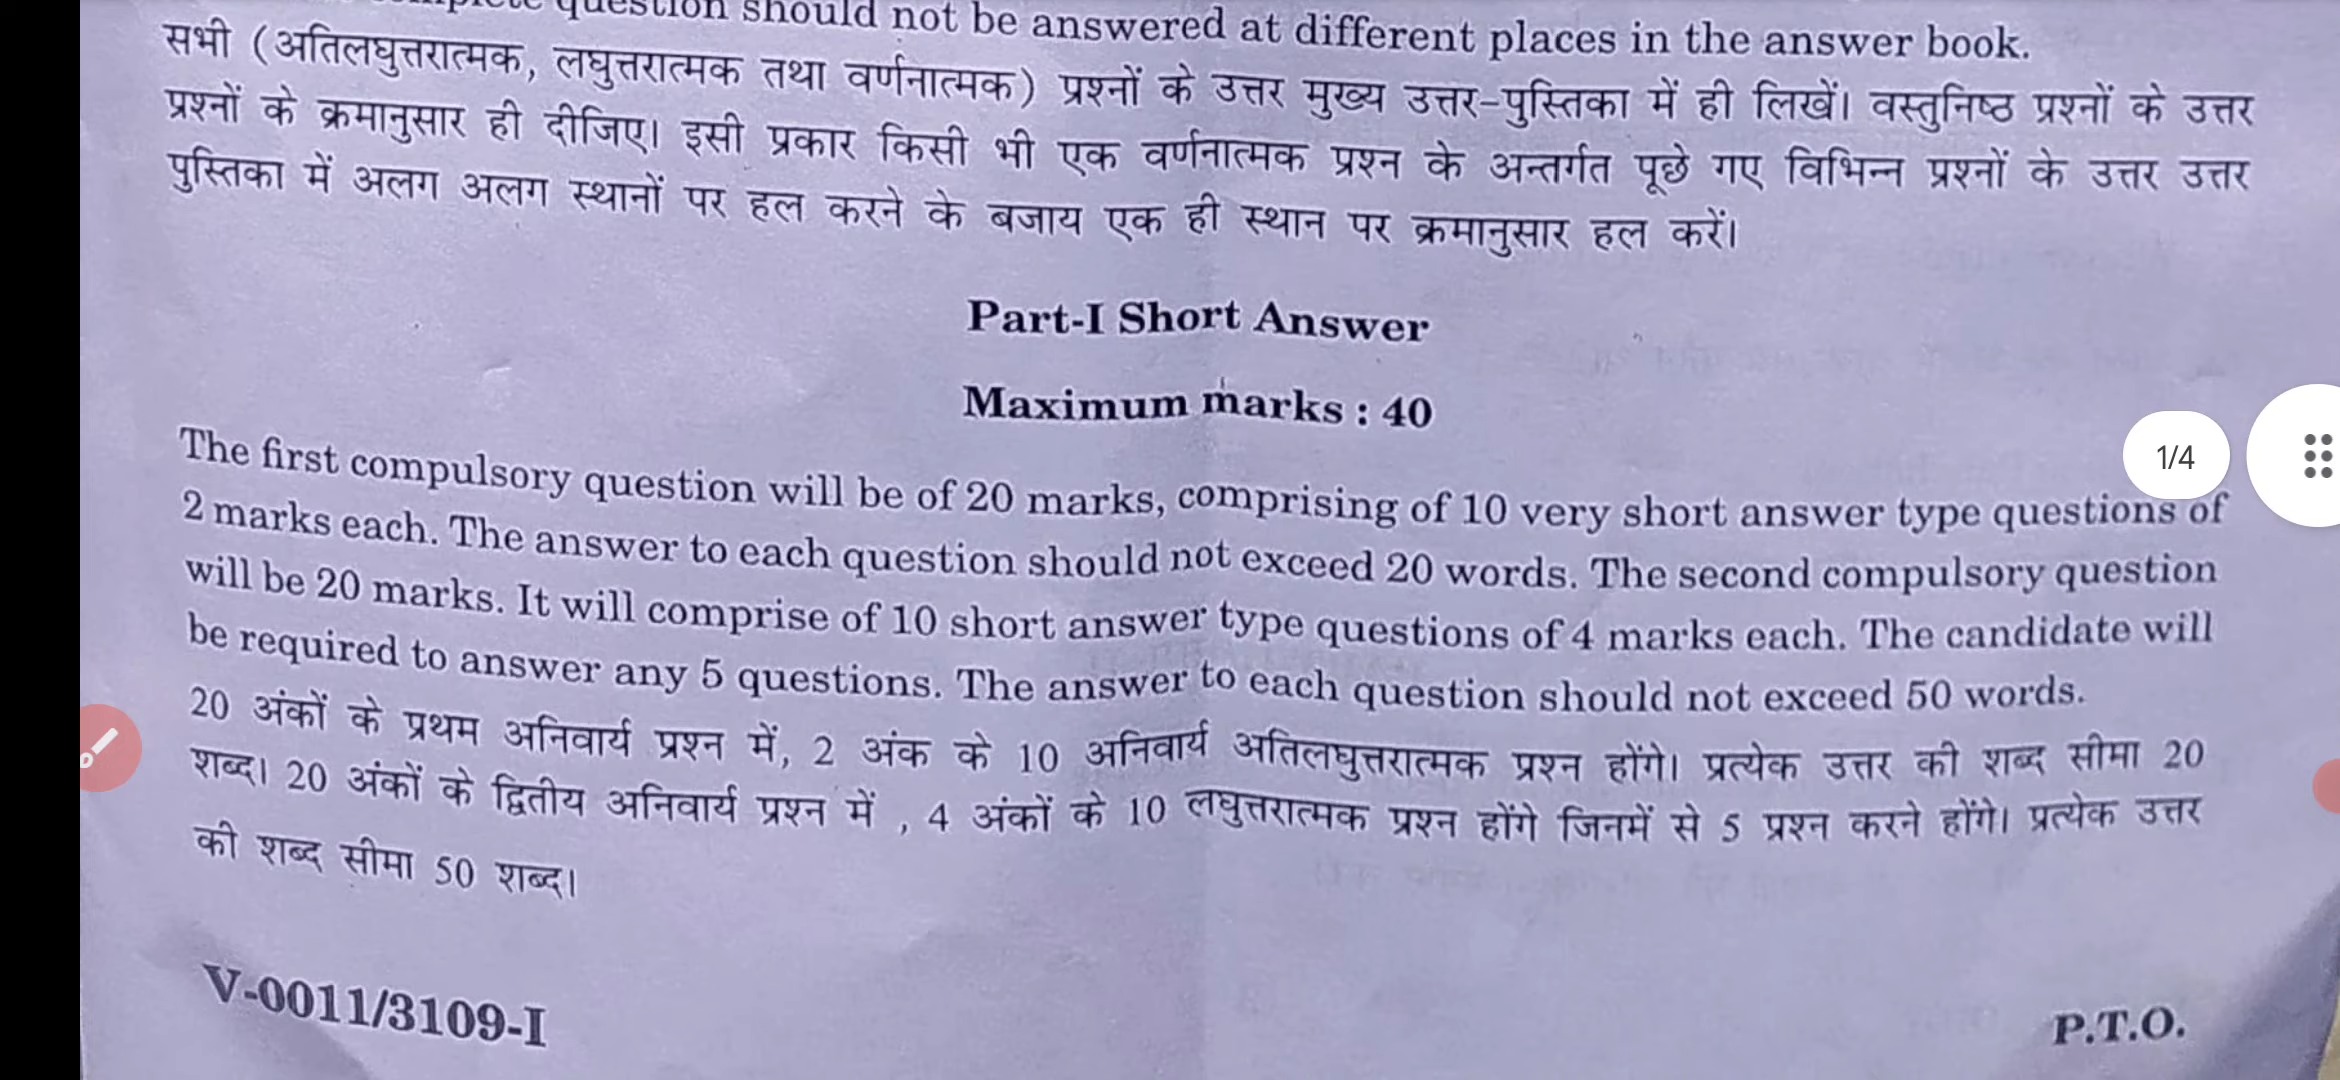 question should not be answered at different places in the answer book.
सभी (अतिलघुत्तरात्मक, लघुत्तरात्मक तथा वर्णनात्मक) प्रश्नों के उत्तर मुख्य उत्तर-पुस्तिका में ही लिखें। वस्तुनिष्ठ प्रश्नों के उत्तर
प्रश्नों के क्रमानुसार ही दीजिए। इसी प्रकार किसी भी एक वर्णनात्मक प्रश्न के अन्तर्गत पूछे गए विभिन्न प्रश्नों के उत्तर उत्तर
पुस्तिका में अलग अलग स्थानों पर हल करने के बजाय एक ही स्थान पर क्रमानुसार हल करें।
Part-I Short Answer
Maximum marks : 40
1/4
The first compulsory question will be of 20 marks, comprising of 10 very short answer type questions of
2 marks each. The answer to each question should not exceed 20 words. The second compulsory question
will be 20 marks. It will comprise of 10 short answer type questions of 4 marks each. The candidate will
be required to answer any 5 questions. The answer to each question should not exceed 50 words.
20 अंकों के प्रथम अनिवार्य प्रश्न में, 2 अंक के 10 अनिवार्य अतिलघुत्तरात्मक प्रश्न होंगे। प्रत्येक उत्तर की शब्द सीमा 20
शब्द। 20 अंकों के द्वितीय अनिवार्य प्रश्न में , 4 अंकों के 10 लघुत्तरात्मक प्रश्न होंगे जिनमें से 5 प्रश्न करने होंगे। प्रत्येक उत्तर
की शब्द सीमा 50 शब्द।
V-0011/3109-I
P.T.O.